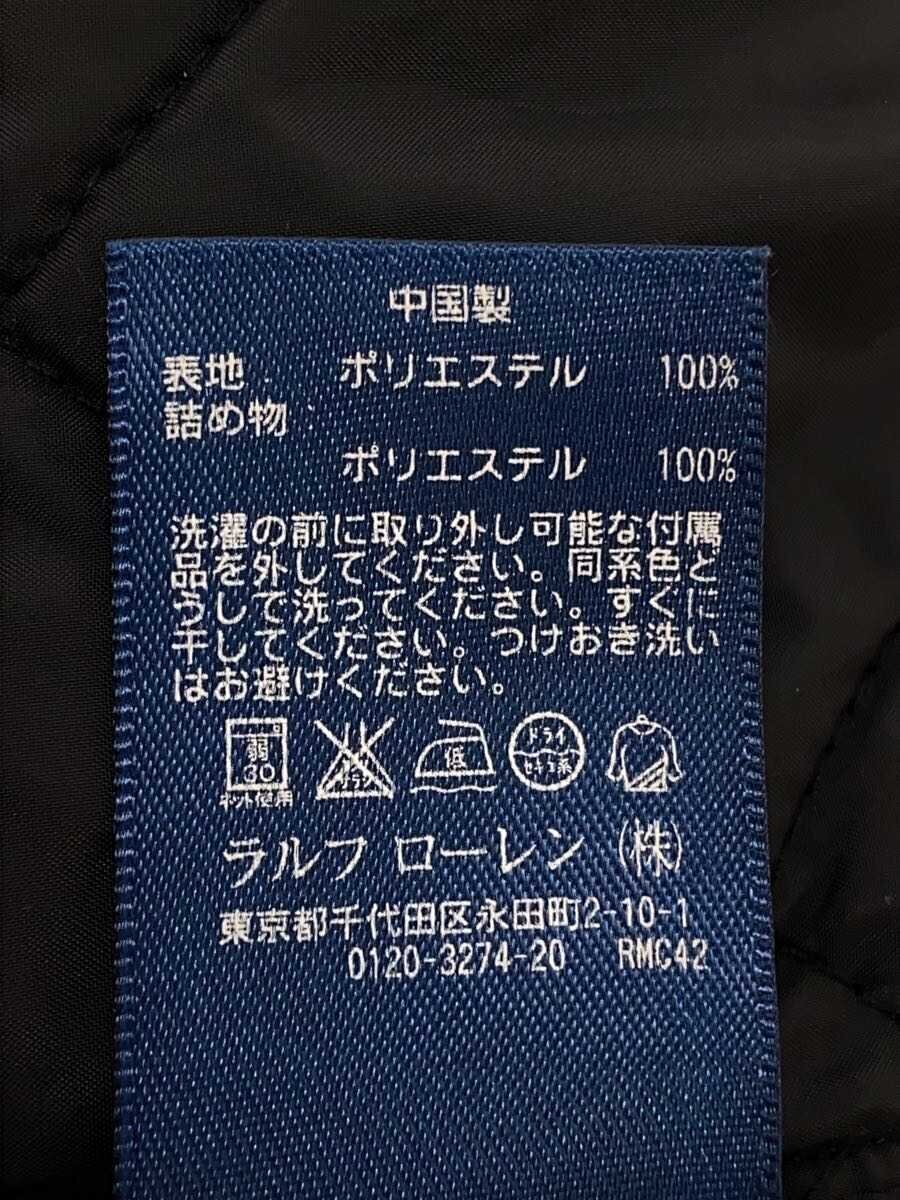 中国製
表地 ポリエステル 100%
詰め物
ポリエステル 100%
洗濯の前に取り外し可能な付属
品を外してください。同系色ど
うしで洗ってください。すぐに
干してください。つけおき洗い
はお避けください。
弱
30
ネット使用
低
ドライ
セキユ系
ラルフ ローレン (株)
東京都千代田区永田町2-10-1
0120-3274-20 RMC42